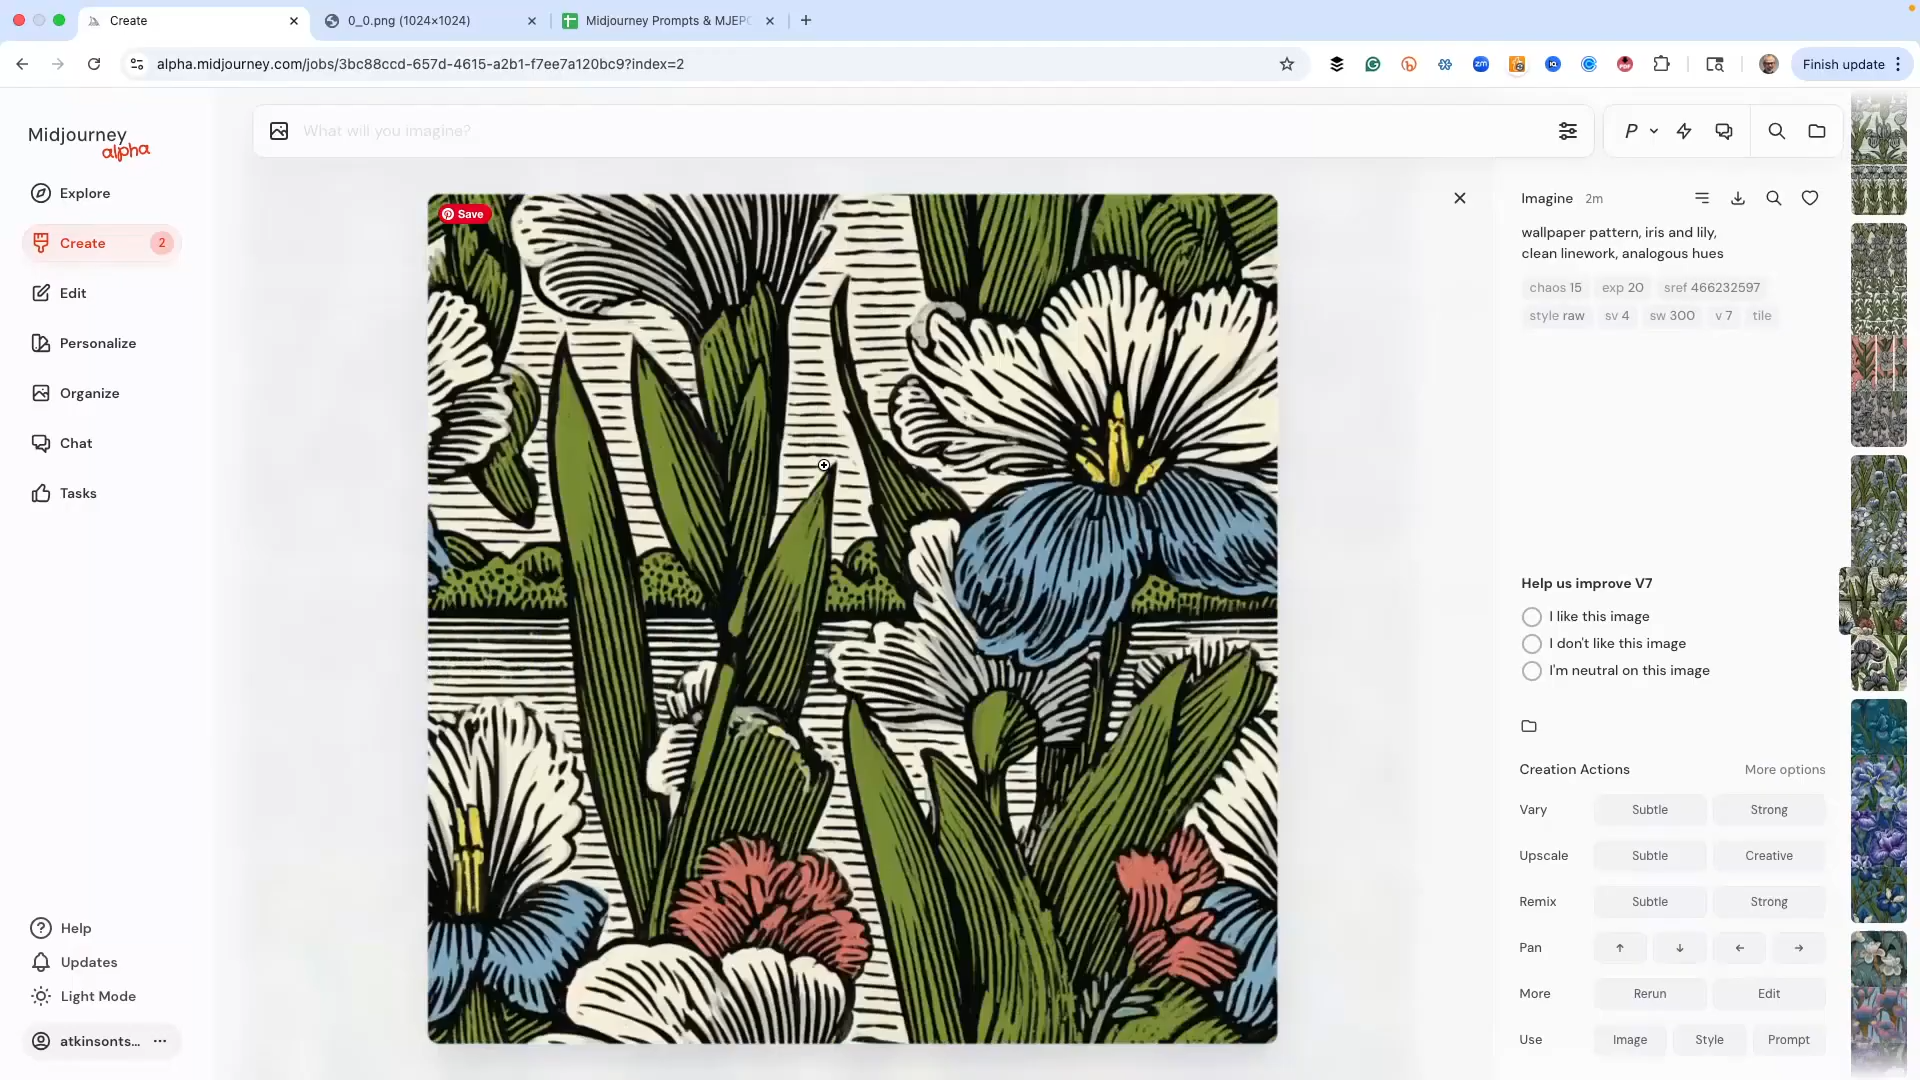 Create
0_0.png (1024×1024)
Midjourney Prompts & MJEPC
alpha.midjourney.com/jobs/3bc88ccd-657d-4615-a2b1-f7ee7a120bc9?index=2
Finish update
Midjourney
alpha
Explore
Create 2
Edit
Personalize
Organize
Chat
Tasks
Help
Updates
Light Mode
atkinsonts...
What will you imagine?
P
Save
Imagine 2m
wallpaper pattern, iris and lily,
clean linework, analogous hues
chaos 15 exp 20 sref 466232597
style raw sv 4 sw 300 v 7 tile
Help us improve V7
I like this image
I don't like this image
I'm neutral on this image
Creation Actions More options
Vary Subtle Strong
Upscale Subtle Creative
Remix Subtle Strong
Pan ↑ ↓ ← →
More Rerun Edit
Use Image Style Prompt